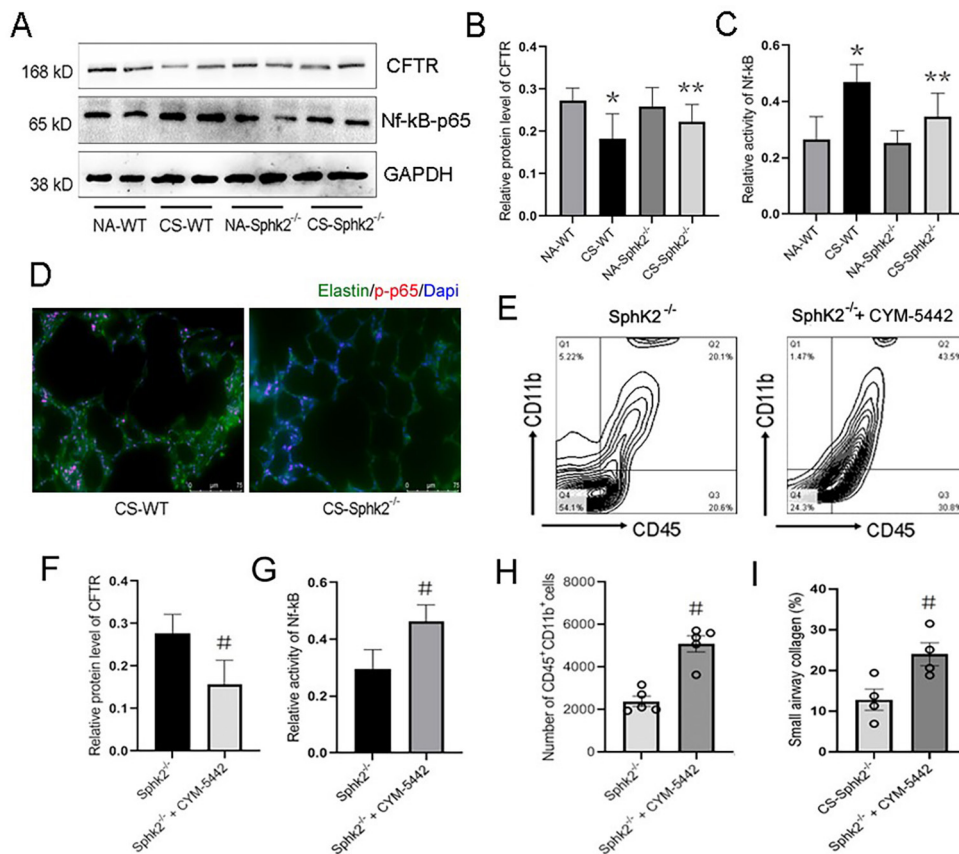 A
168 kD
CFTR
65 kD
Nf-kB-p65
38 kD
GAPDH
NA-WT CS-WT NA-Sphk2-/- CS-Sphk2-/-
B
Relative protein level of CFTR
0.3
0.2
0.1
0.0
*
**
NA-WT
CS-WT
NA-Sphk2-/-
CS-Sphk2-/-
C
Relative activity of Nf-kB
0.6
0.4
0.2
0.0
*
**
NA-WT
CS-WT
NA-Sphk2-/-
CS-Sphk2-/-
D
Elastin/p-p65/Dapi
0 µm 75
0 µm 75
CS-WT
CS-Sphk2-/-
E
SphK2-/-
SphK2-/-+ CYM-5442
CD11b
Q1
5.22%
Q2
20.1%
Q4
54.1%
Q3
20.6%
CD45
CD11b
Q1
1.47%
Q2
43.5%
Q4
24.3%
Q3
30.8%
CD45
F
Relative protein level of CFTR
0.4
0.3
0.2
0.1
0.0
#
Sphk2-/-
Sphk2-/- + CYM-5442
G
Relative activity of Nf-kB
0.6
0.4
0.2
0.0
#
Sphk2-/-
Sphk2-/- + CYM-5442
H
Number of CD45+CD11b+cells
8000
6000
4000
2000
0
#
Sphk2-/-
Sphk2-/- + CYM-5442
I
Small airway collagen (%)
40
30
20
10
0
#
CS-Sphk2-/-
Sphk2-/- + CYM-5442